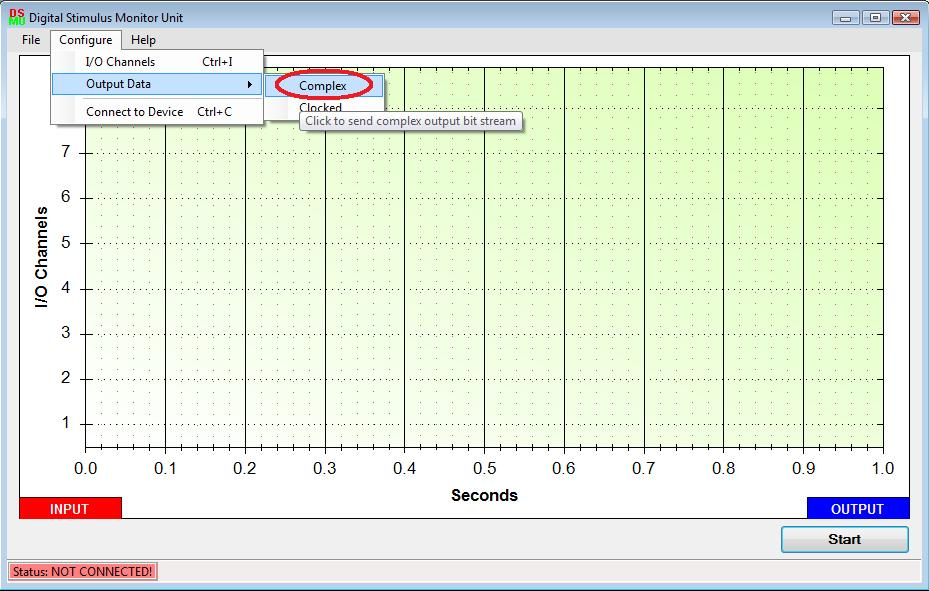 DS
MU
Digital Stimulus Monitor Unit
File Configure Help
I/O Channels Ctrl+I
Output Data
Connect to Device Ctrl+C
Complex
Clocked
Click to send complex output bit stream
I/O Channels
7
6
5
4
3
2
1
0.0 0.1 0.2 0.3 0.4 0.5 0.6 0.7 0.8 0.9 1.0
Seconds
INPUT
OUTPUT
Start
Status: NOT CONNECTED!